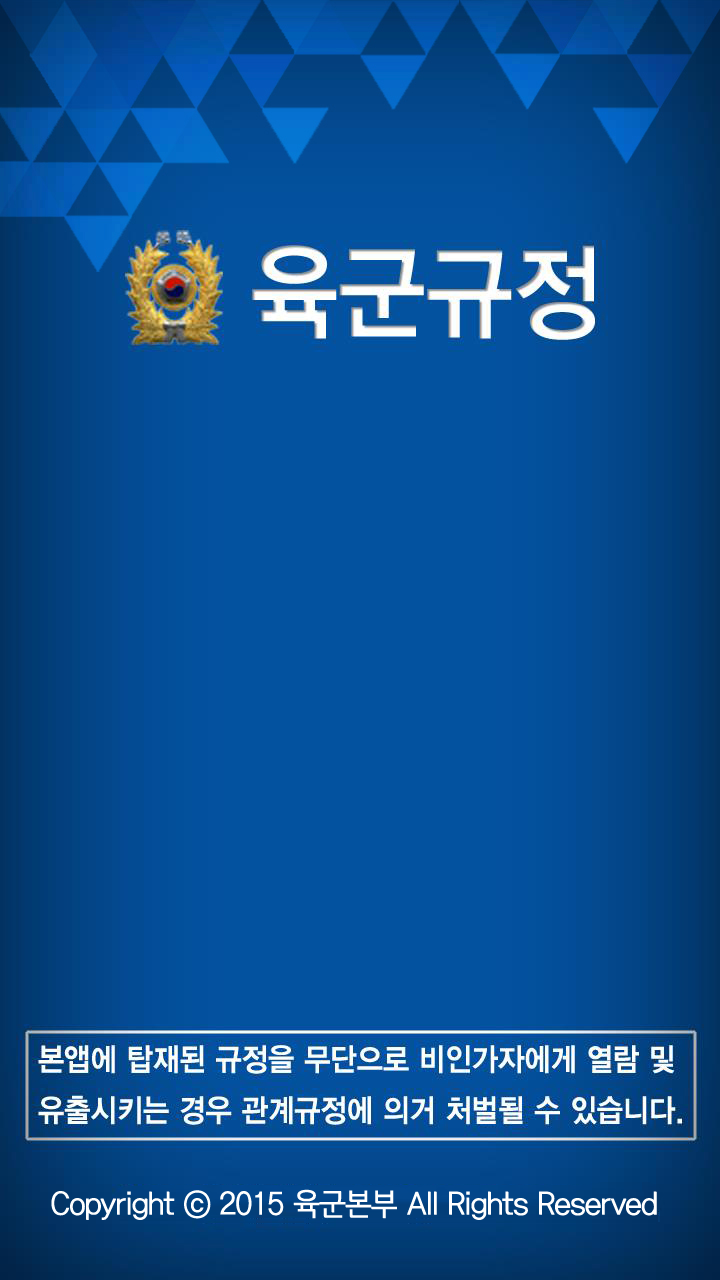 육군규정
본앱에 탑재된 규정을 무단으로 비인가자에게 열람 및
유출시키는 경우 관계규정에 의거 처벌될 수 있습니다.
Copyright ⓒ 2015 육군본부 All Rights Reserved